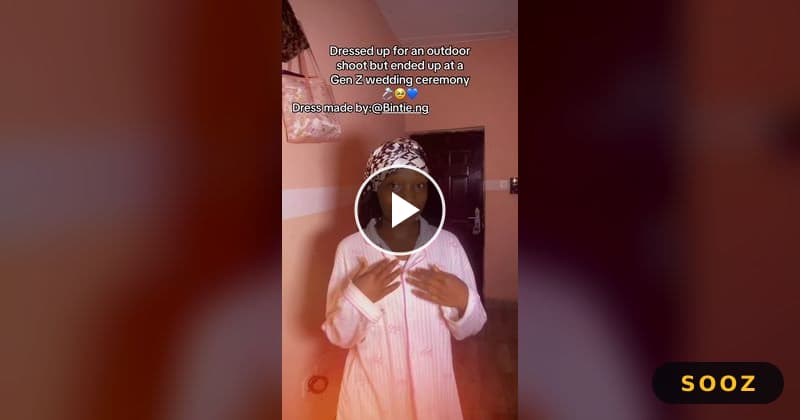 Dressed up for an outdoor
shoot but ended up at a
Gen Z wedding ceremony
💍🥹💙
Dress made by:@Bintie.ng
SOOZ